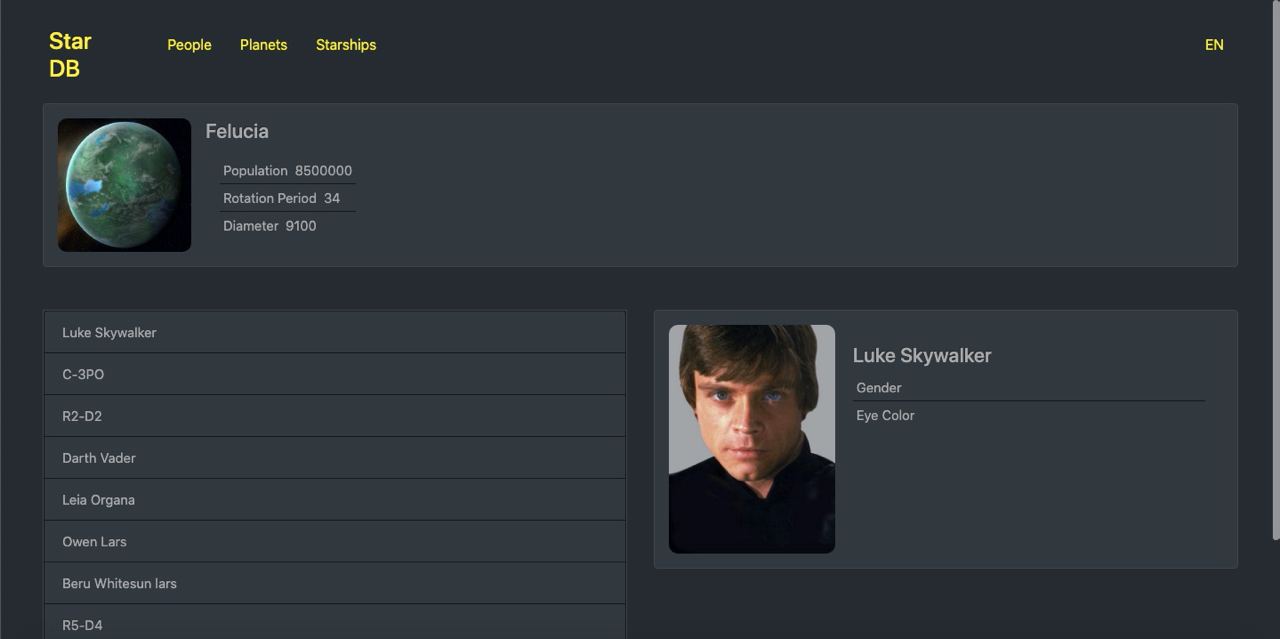 Star
DB
People
Planets
Starships
EN
Felucia
Population 8500000
Rotation Period 34
Diameter 9100
Luke Skywalker
C-3PO
R2-D2
Darth Vader
Leia Organa
Owen Lars
Beru Whitesun lars
R5-D4
Luke Skywalker
Gender
Eye Color